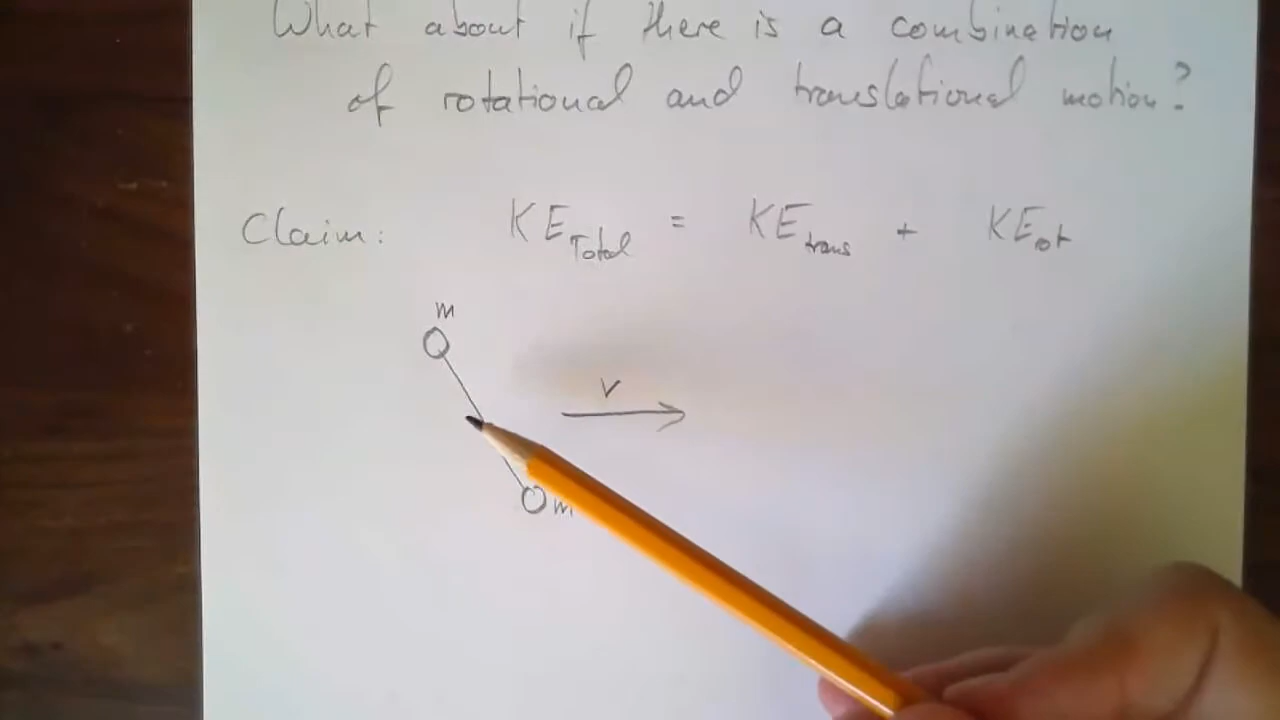 What about if there is a combination
of rotational and translational motion?
Claim: KE_Total = KE_trans + KE_rot
m
v
m